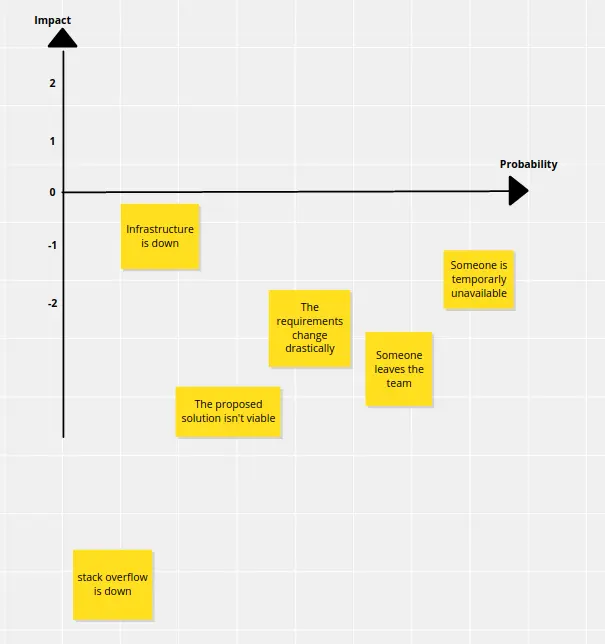 Impact
2
1
Probability
0
Infrastructure
is down
-1
Someone is
temporarly
unavailable
-2
The
requirements
change
drastically
Someone
leaves the
team
The proposed
solution isn't viable
stack overflow
is down